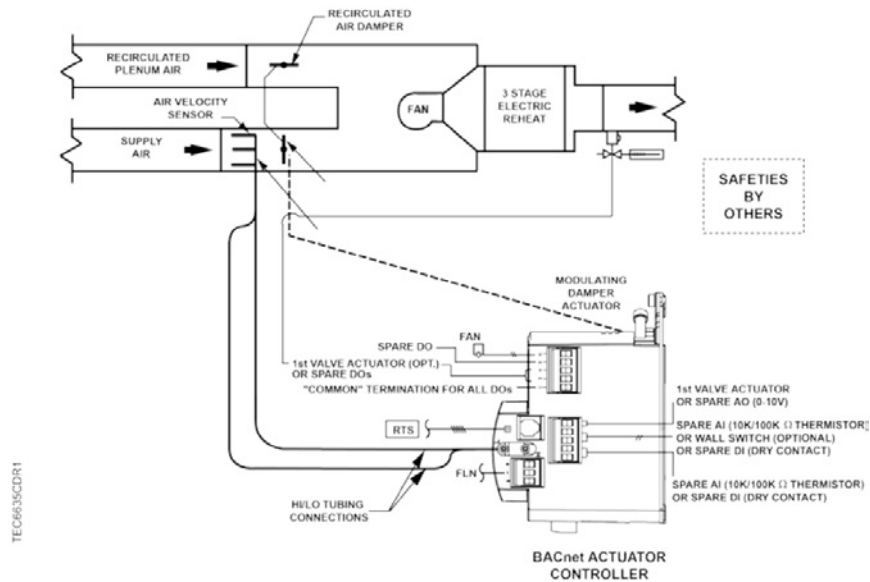 RECIRCULATED
AIR DAMPER
RECIRCULATED
PLENUM AIR
AIR VELOCITY
SENSOR
FAN
3 STAGE
ELECTRIC
REHEAT
SUPPLY
AIR
SAFETIES
BY
OTHERS
MODULATING
DAMPER
ACTUATOR
FAN
SPARE DO
1st VALVE ACTUATOR (OPT.)
OR SPARE DOs
"COMMON" TERMINATION FOR ALL DOs
1st VALVE ACTUATOR
OR SPARE AO (0-10V)
RTS
SPARE AI (10K/100K Ω THERMISTOR)
OR WALL SWITCH (OPTIONAL)
OR SPARE DI (DRY CONTACT)
FLN
SPARE AI (10K/100K Ω THERMISTOR)
OR SPARE DI (DRY CONTACT)
HI/LO TUBING
CONNECTIONS
TEC6635CDR1
BACnet ACTUATOR
CONTROLLER